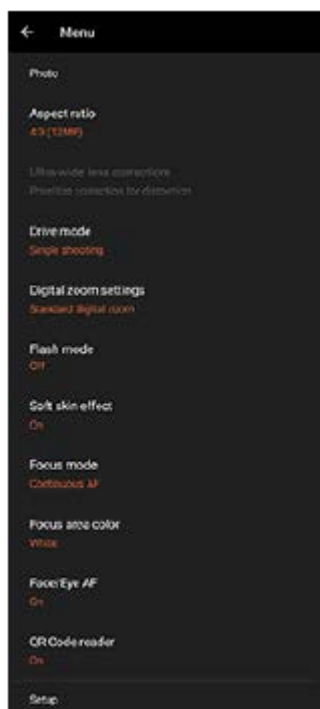 Menu
Photo
Aspect ratio
4:3 (12MP)
Ultra-wide lens corrections
Prioritize correction for distortion
Drive mode
Single shooting
Digital zoom settings
Standard digital zoom
Flash mode
Off
Soft skin effect
On
Focus mode
Continuous AF
Focus area color
White
Face/Eye AF
On
QR Code reader
On
Setup